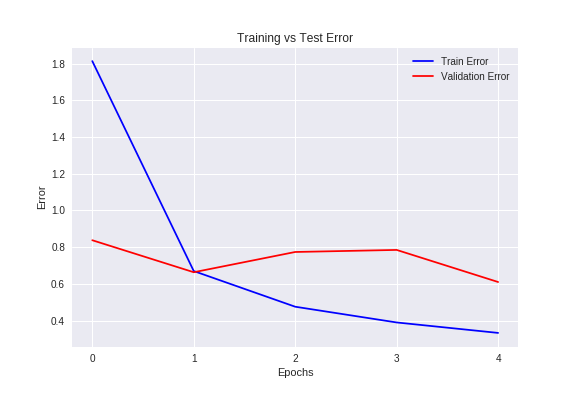 Training vs Test Error
Train Error
Validation Error
1.8
1.6
1.4
1.2
1.0
0.8
0.6
0.4
Error
0 1 2 3 4
Epochs